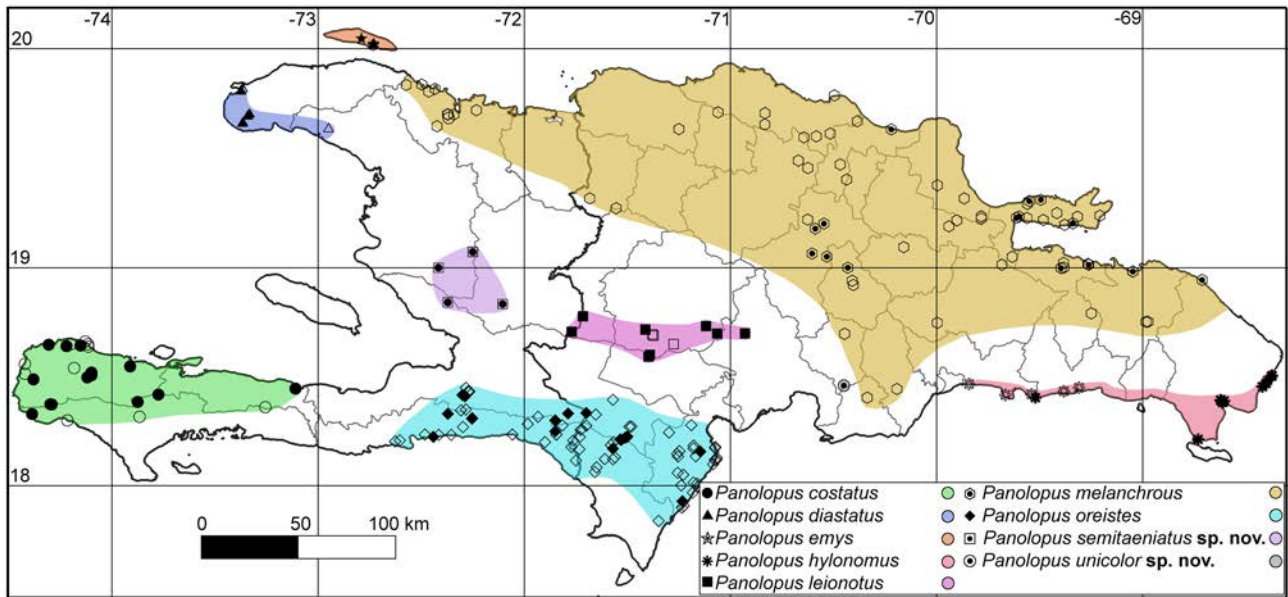 -74 -73 -72 -71 -70 -69
20
19
18
0 50 100 km
Panolopus costatus
Panolopus diastatus
Panolopus emys
Panolopus hylonomus
Panolopus leionotus
Panolopus melanchrous
Panolopus oreistes
Panolopus semitaeniatus sp. nov.
Panolopus unicolor sp. nov.